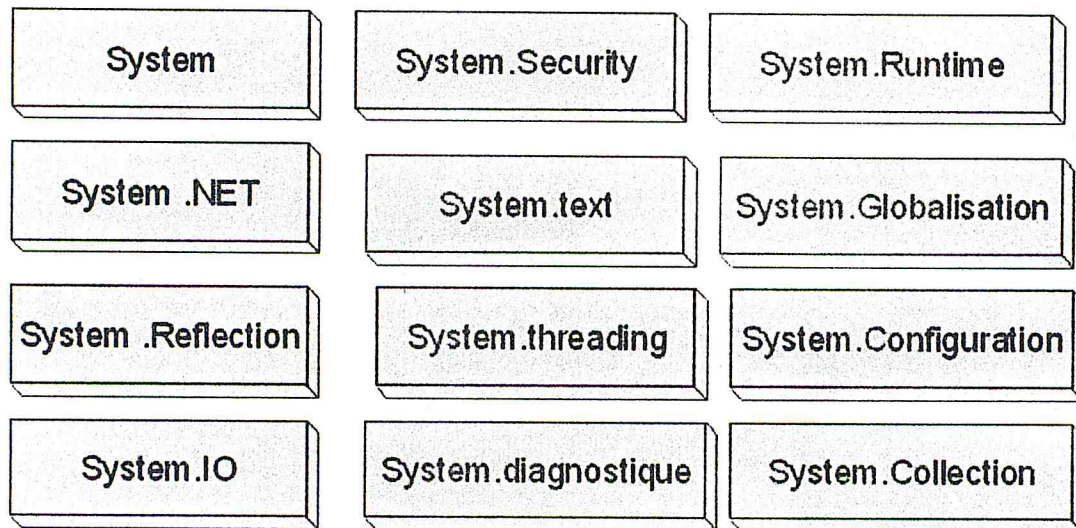 System
System.Security
System.Runtime
System .NET
System.text
System.Globalisation
System .Reflection
System.threading
System.Configuration
System.IO
System.diagnostique
System.Collection